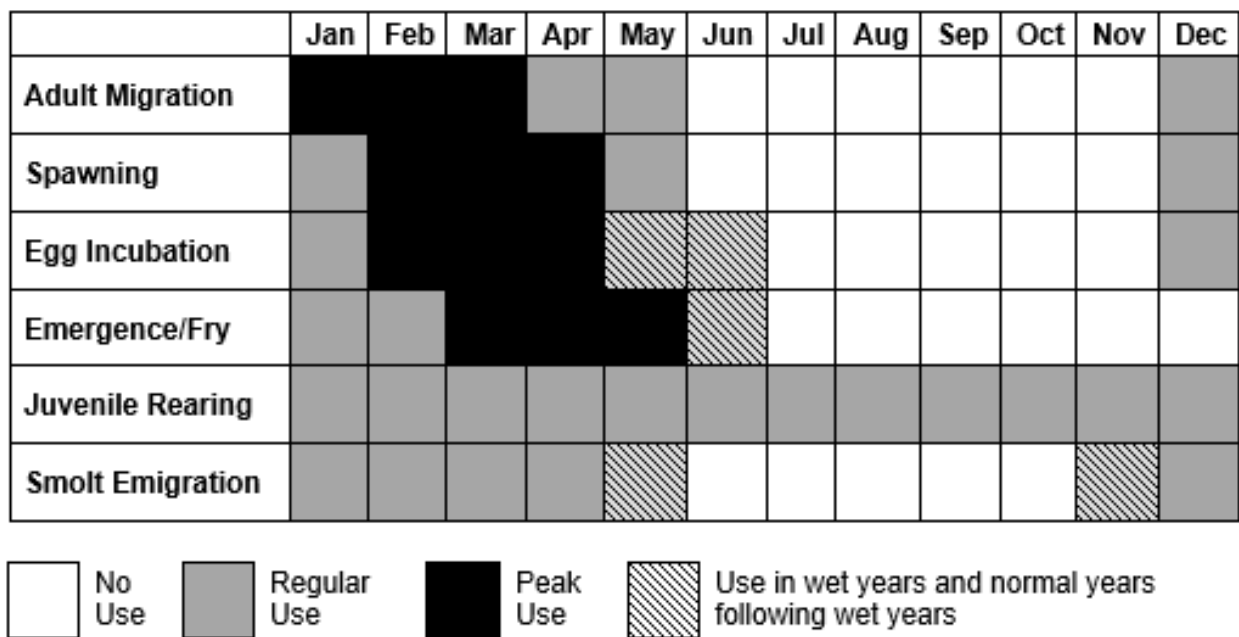 Jan Feb Mar Apr May Jun Jul Aug Sep Oct Nov Dec
Adult Migration
Spawning
Egg Incubation
Emergence/Fry
Juvenile Rearing
Smolt Emigration
No
Use
Regular
Use
Peak
Use
Use in wet years and normal years
following wet years